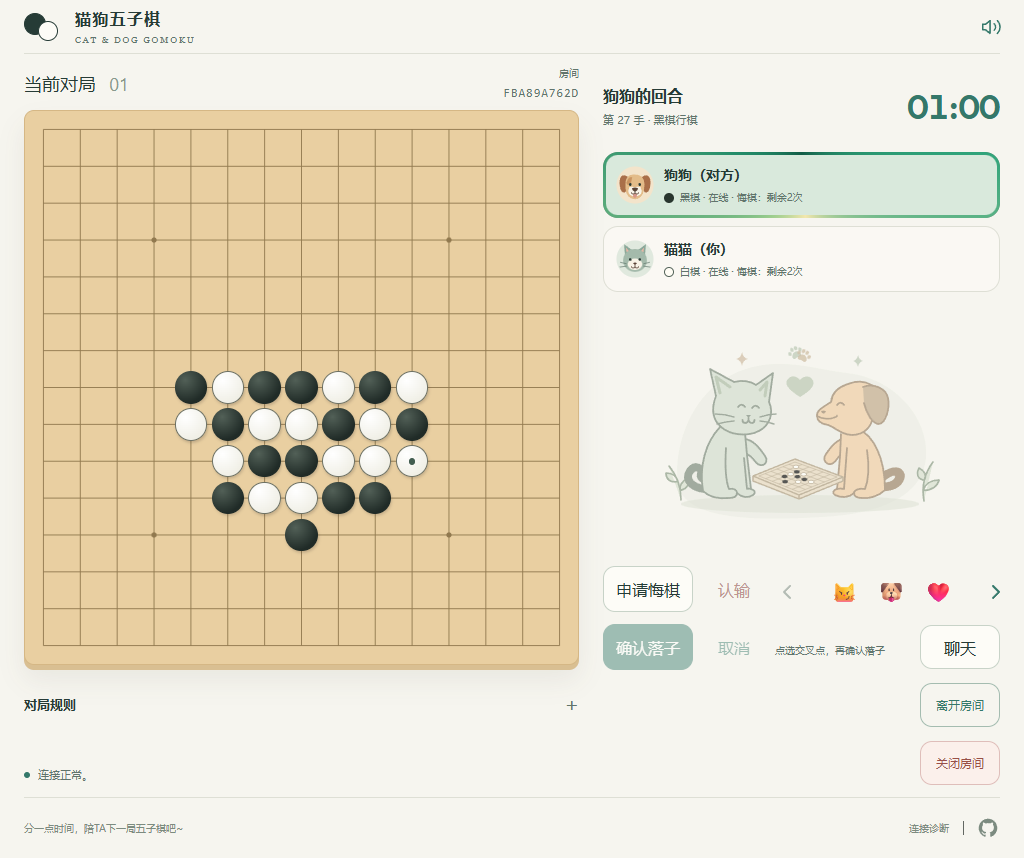 猫狗五子棋
CAT & DOG GOMOKU
当前对局 01
房间
FBA89A762D
狗狗的回合
第 27 手 · 黑棋行棋
01:00
狗狗（对方）
黑棋 · 在线 · 悔棋：剩余2次
猫猫（你）
白棋 · 在线 · 悔棋：剩余2次
申请悔棋
认输
确认落子
取消
点选交叉点，再确认落子
聊天
离开房间
关闭房间
对局规则
连接正常。
分一点时间，陪TA下一局五子棋吧~
连接诊断